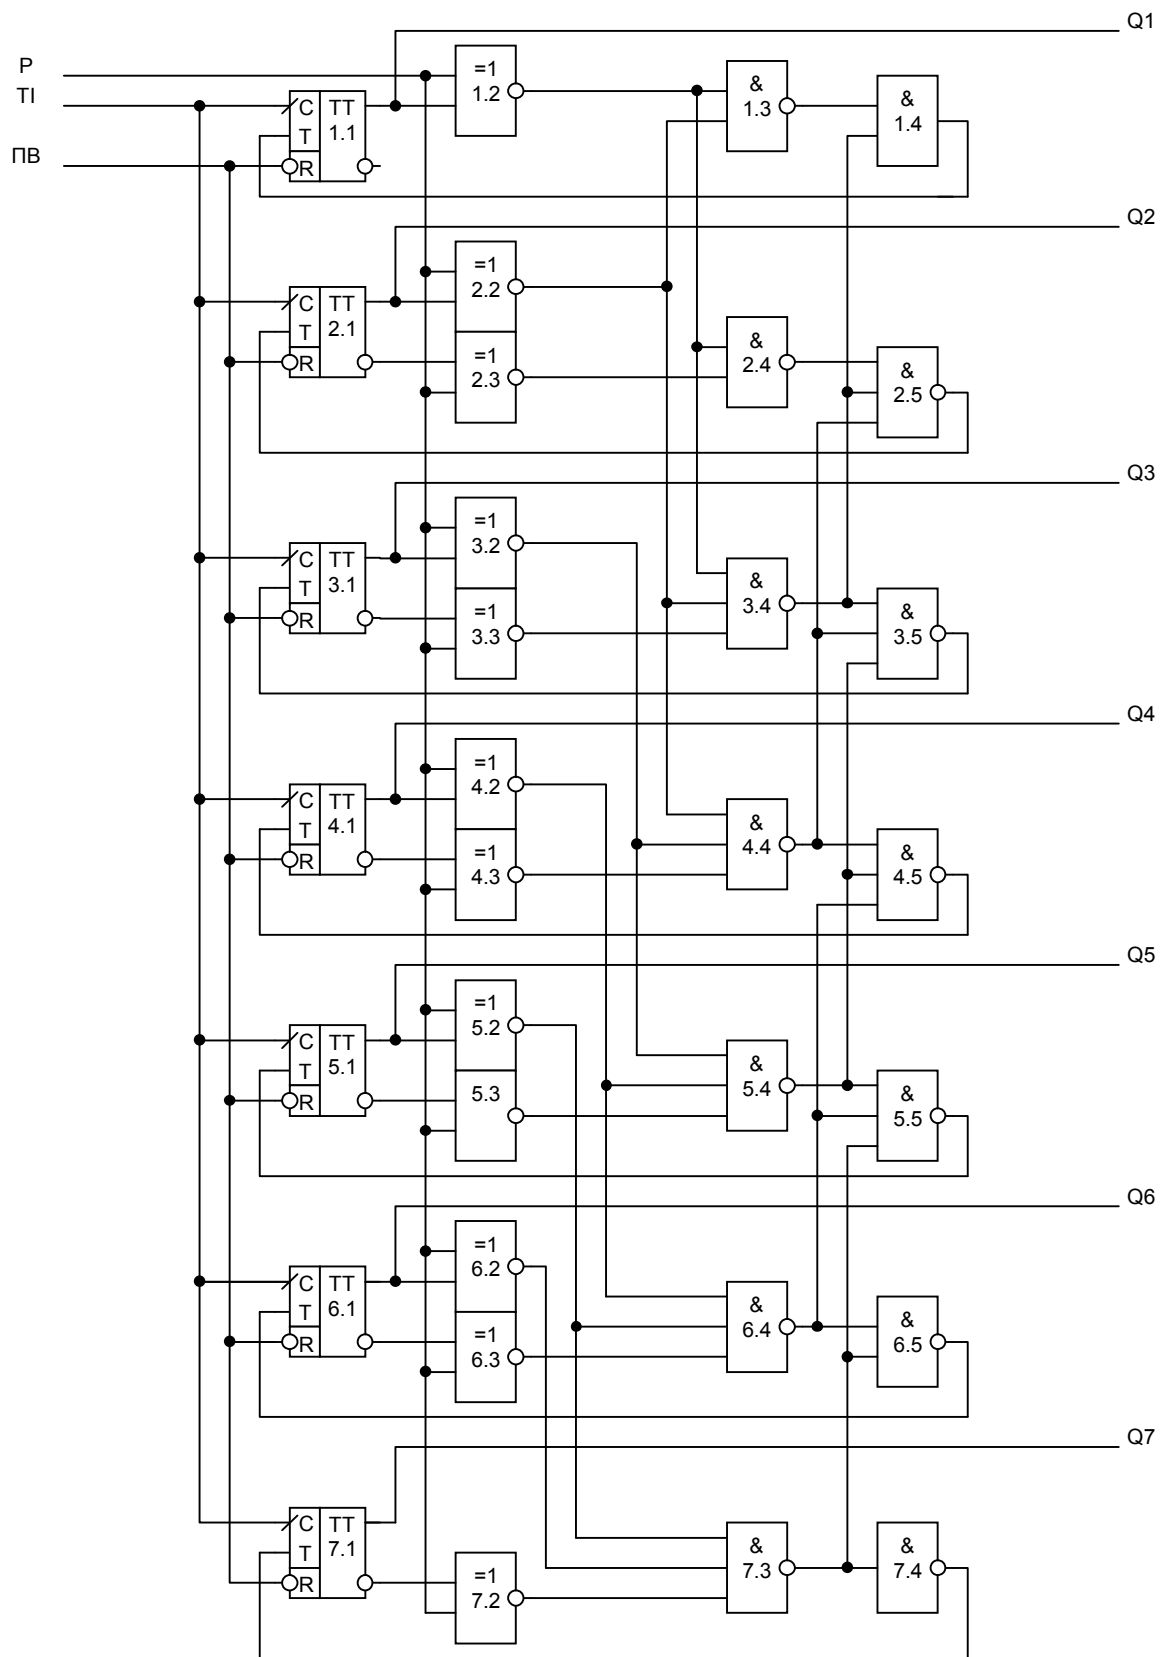 Q1
P
TI
ПВ
C TT
T 1.1
R
=1
1.2
&
1.3
&
1.4
Q2
C TT
T 2.1
R
=1
2.2
=1
2.3
&
2.4
&
2.5
Q3
C TT
T 3.1
R
=1
3.2
=1
3.3
&
3.4
&
3.5
Q4
C TT
T 4.1
R
=1
4.2
=1
4.3
&
4.4
&
4.5
Q5
C TT
T 5.1
R
=1
5.2
5.3
&
5.4
&
5.5
Q6
C TT
T 6.1
R
=1
6.2
=1
6.3
&
6.4
&
6.5
Q7
C TT
T 7.1
R
=1
7.2
&
7.3
&
7.4